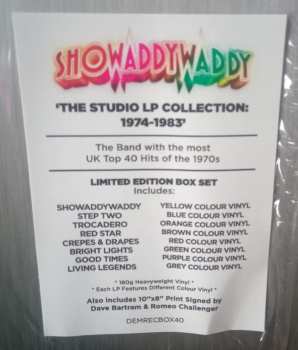 SHOWADDYWADDY
'THE STUDIO LP COLLECTION:
1974-1983'
The Band with the most
UK Top 40 Hits of the 1970s
LIMITED EDITION BOX SET
Includes:
SHOWADDYWADDY YELLOW COLOUR VINYL
STEP TWO BLUE COLOUR VINYL
TROCADERO ORANGE COLOUR VINYL
RED STAR BROWN COLOUR VINYL
CREPES & DRAPES RED COLOUR VINYL
BRIGHT LIGHTS GREEN COLOUR VINYL
GOOD TIMES PURPLE COLOUR VINYL
LIVING LEGENDS GREY COLOUR VINYL
* 180g Heavyweight Vinyl *
* Each LP Features Different Colour Vinyl *
Also includes 10"x8" Print Signed by
Dave Bartram & Romeo Challenger
DEMRECBOX40